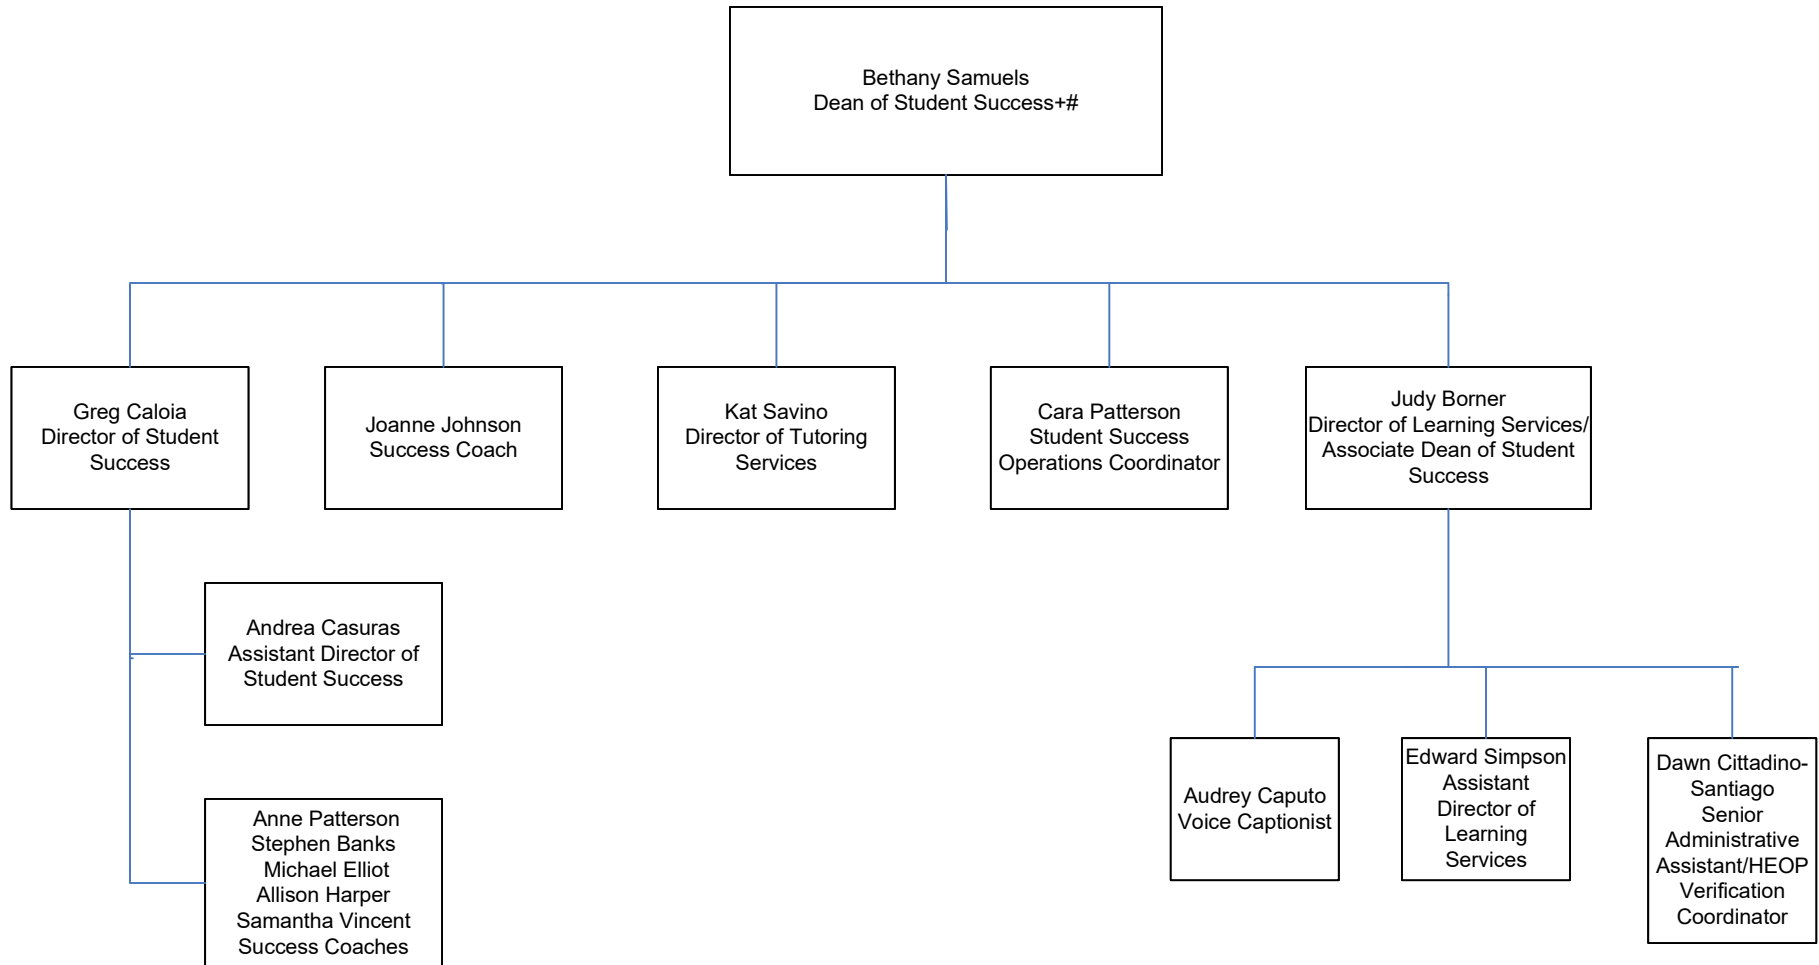 Bethany Samuels
Dean of Student Success+#
Greg Caloia
Director of Student
Success
Joanne Johnson
Success Coach
Kat Savino
Director of Tutoring
Services
Cara Patterson
Student Success
Operations Coordinator
Judy Borner
Director of Learning Services/
Associate Dean of Student
Success
Andrea Casuras
Assistant Director of
Student Success
Anne Patterson
Stephen Banks
Michael Elliot
Allison Harper
Samantha Vincent
Success Coaches
Audrey Caputo
Voice Captionist
Edward Simpson
Assistant
Director of
Learning
Services
Dawn Cittadino-
Santiago
Senior
Administrative
Assistant/HEOP
Verification
Coordinator